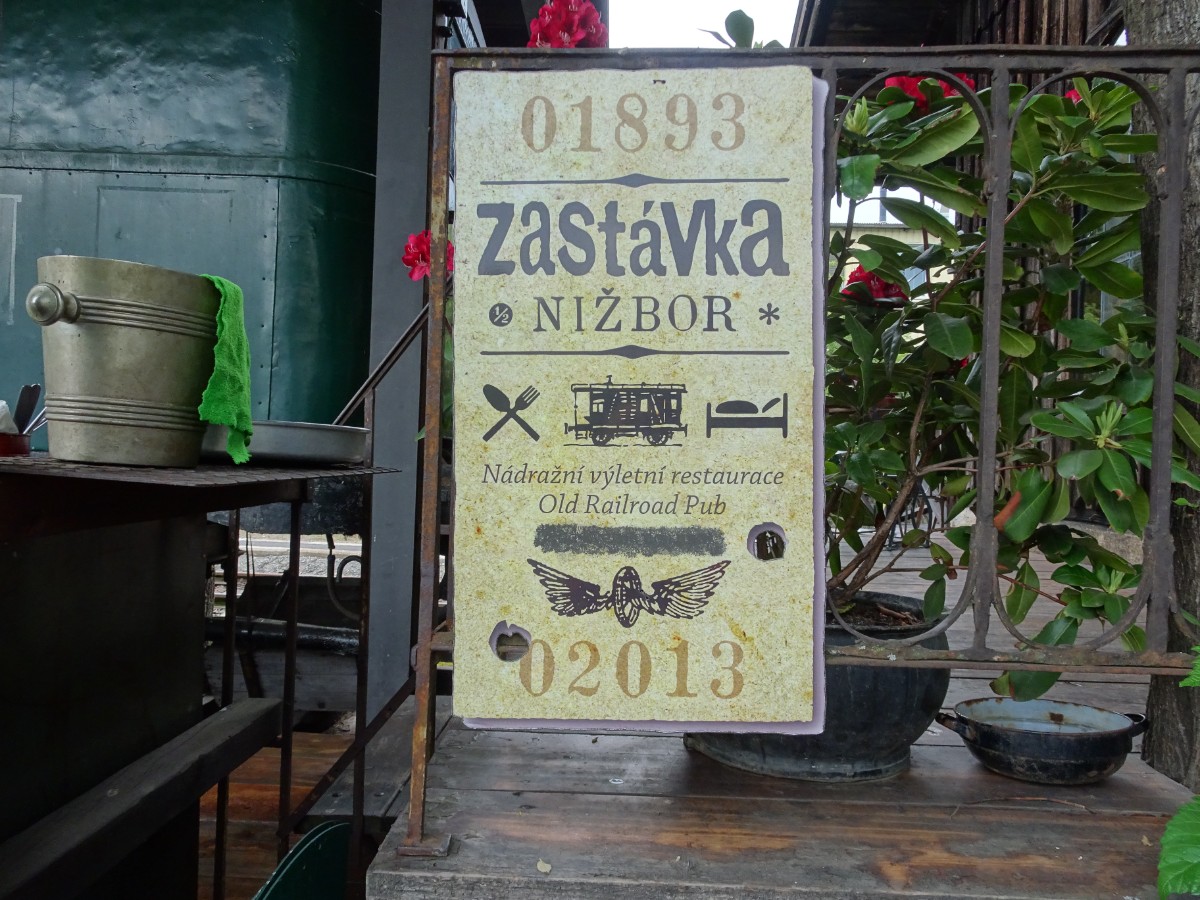 01893
zastávka
½ NIŽBOR *
Nádražní výletní restaurace
Old Railroad Pub
02013